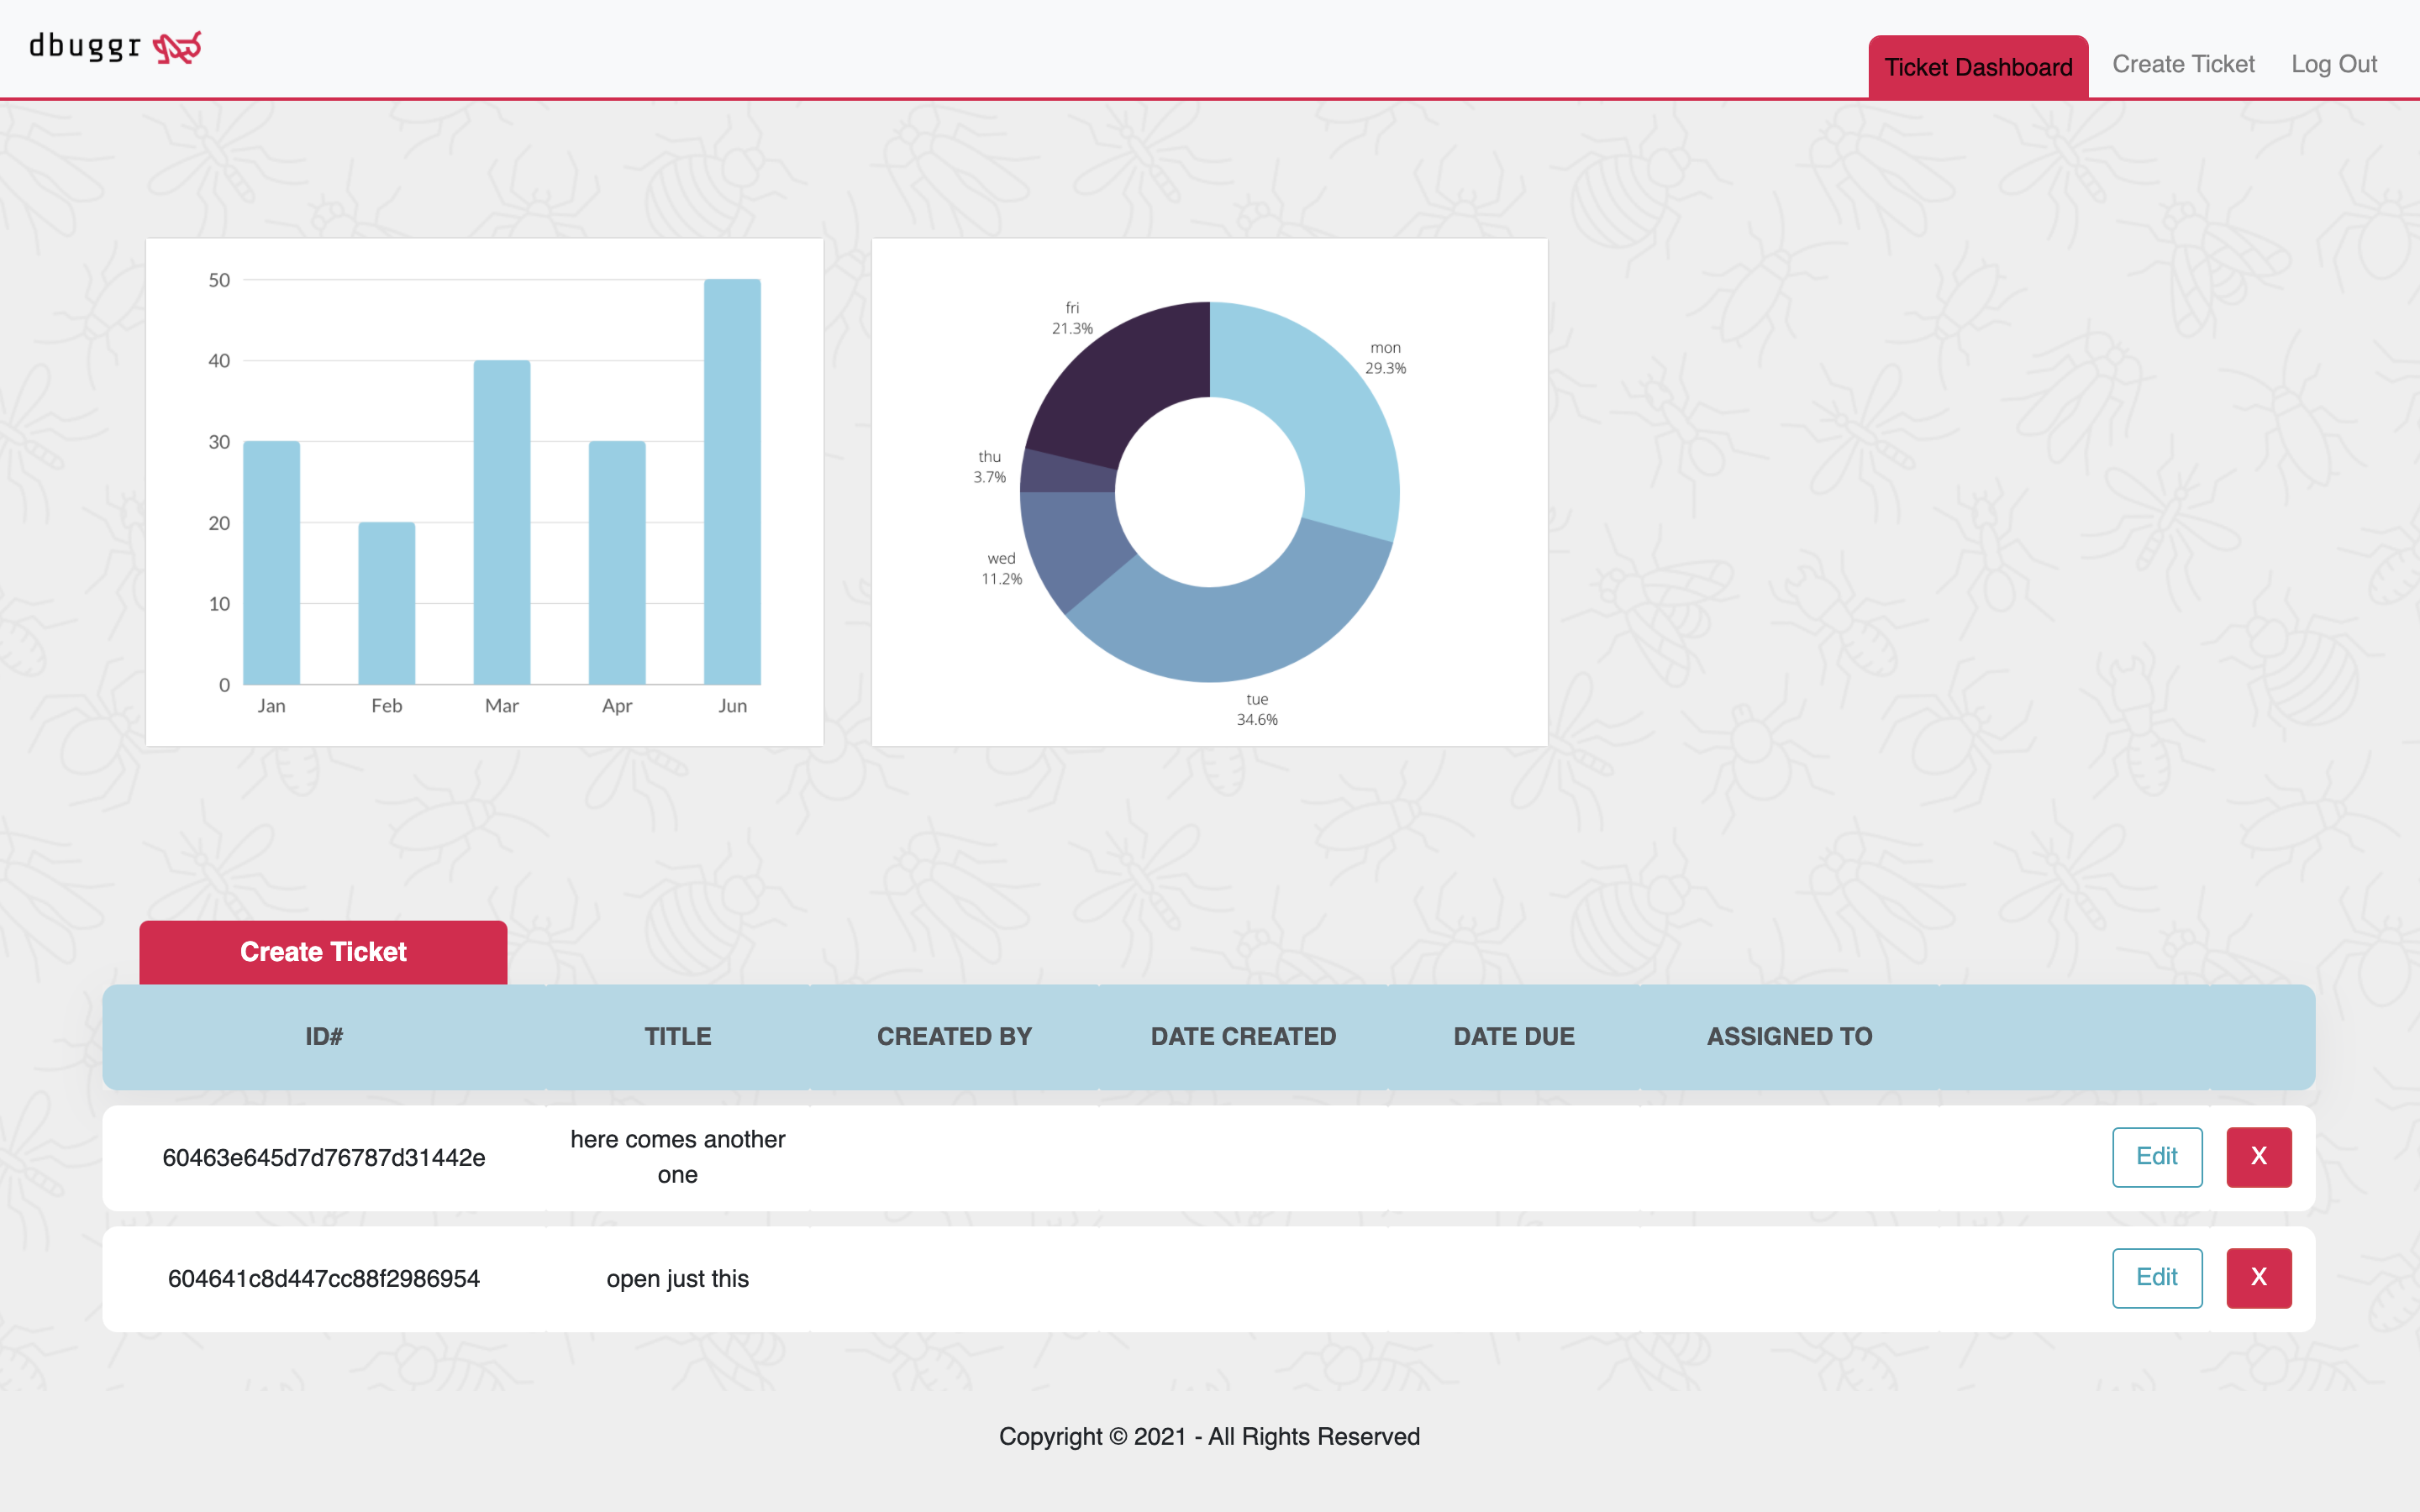 dbuggr
Ticket Dashboard
Create Ticket
Log Out
50
40
30
20
10
0
Jan
Feb
Mar
Apr
Jun
fri
21.3%
mon
29.3%
thu
3.7%
wed
11.2%
tue
34.6%
Create Ticket
ID#
TITLE
CREATED BY
DATE CREATED
DATE DUE
ASSIGNED TO
60463e645d7d76787d31442e
here comes another
one
Edit
X
604641c8d447cc88f2986954
open just this
Edit
X
Copyright © 2021 - All Rights Reserved